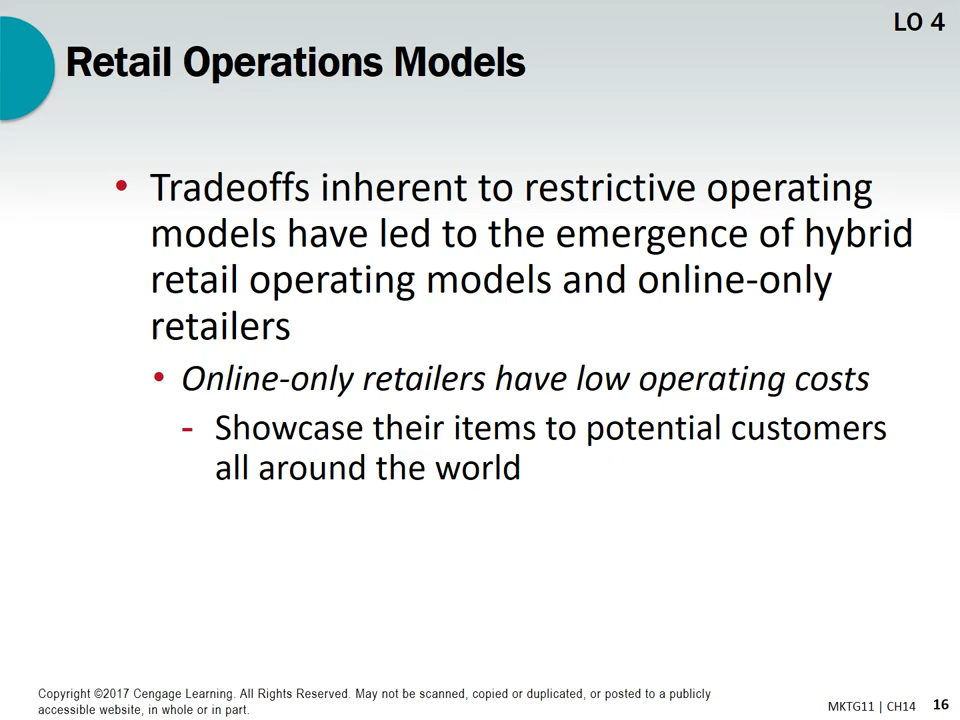 LO 4
Retail Operations Models
• Tradeoffs inherent to restrictive operating
models have led to the emergence of hybrid
retail operating models and online-only
retailers
• Online-only retailers have low operating costs
- Showcase their items to potential customers
all around the world
Copyright ©2017 Cengage Learning. All Rights Reserved. May not be scanned, copied or duplicated, or posted to a publicly
accessible website, in whole or in part.
MKTG11 | CH14 16